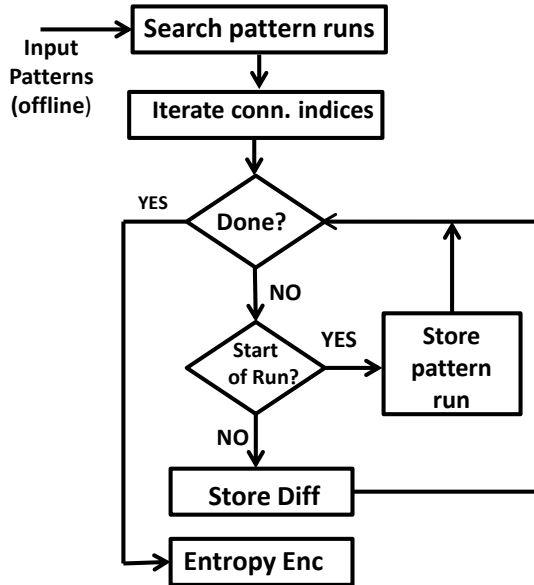 Search pattern runs
Input
Patterns
(offline)
Iterate conn. indices
YES
Done?
NO
Start
of Run?
YES
Store
pattern
run
NO
Store Diff
Entropy Enc